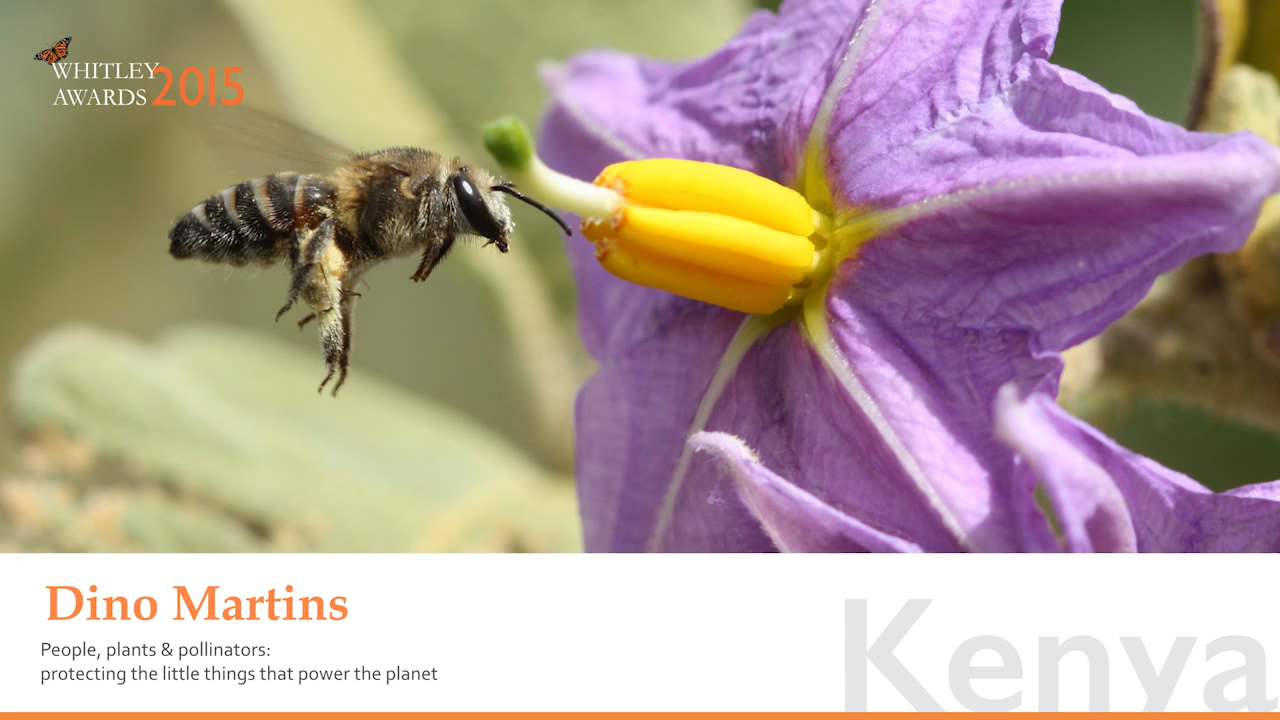 WHITLEY
AWARDS 2015
Dino Martins
People, plants & pollinators:
protecting the little things that power the planet
Kenya